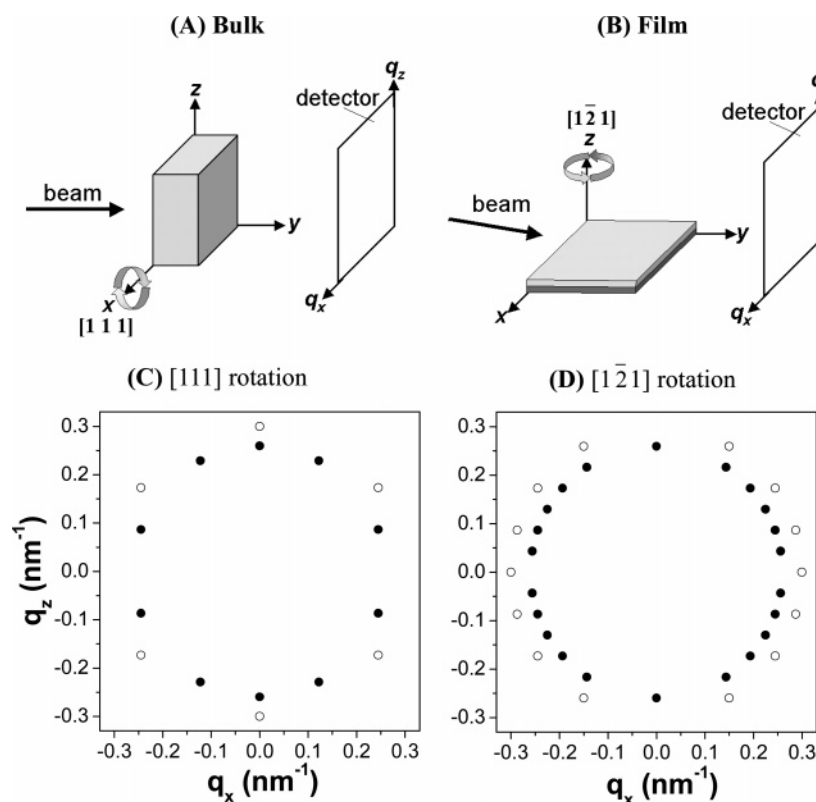 (A) Bulk
(B) Film
z
q_z
detector
beam
y
x
[1 1 1]
q_x
[1 2̄ 1]
z
q
detector
beam
y
x
q_x
(C) [111] rotation
(D) [12̄1] rotation
0.3
0.2
0.1
0.0
-0.1
-0.2
-0.3
q_z (nm⁻¹)
-0.3 -0.2 -0.1 0.0 0.1 0.2 0.3
q_x (nm⁻¹)
0.3
0.2
0.1
0.0
-0.1
-0.2
-0.3
-0.3 -0.2 -0.1 0.0 0.1 0.2 0.3
q_x (nm⁻¹)